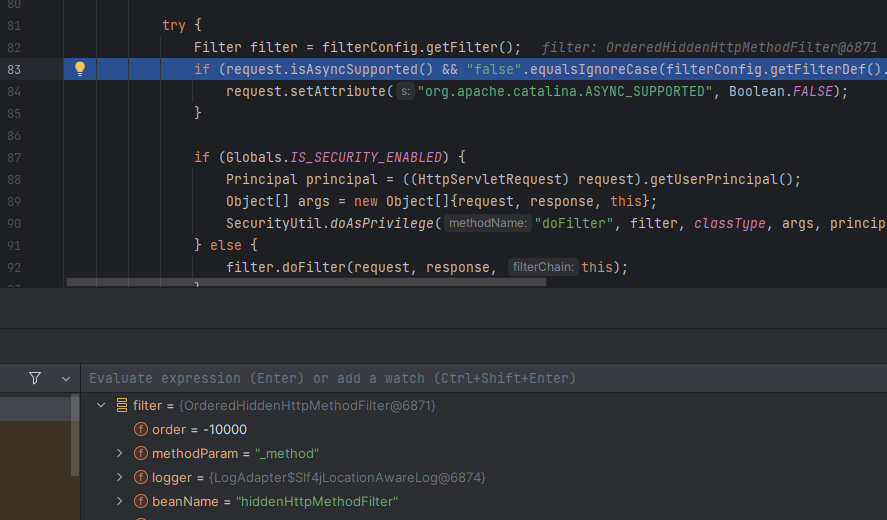 80
81 try {
82 Filter filter = filterConfig.getFilter(); filter: OrderedHiddenHttpMethodFilter@6871
83 if (request.isAsyncSupported() && "false".equalsIgnoreCase(filterConfig.getFilterDef().
84 request.setAttribute( s: "org.apache.catalina.ASYNC_SUPPORTED", Boolean.FALSE);
85 }
86
87 if (Globals.IS_SECURITY_ENABLED) {
88 Principal principal = ((HttpServletRequest) request).getUserPrincipal();
89 Object[] args = new Object[]{request, response, this};
90 SecurityUtil.doAsPrivilege( methodName: "doFilter", filter, classType, args, princip
91 } else {
92 filter.doFilter(request, response, filterChain: this);
Evaluate expression (Enter) or add a watch (Ctrl+Shift+Enter)
filter = {OrderedHiddenHttpMethodFilter@6871}
f order = -10000
f methodParam = "_method"
f logger = {LogAdapter$Slf4jLocationAwareLog@6874}
f beanName = "hiddenHttpMethodFilter"